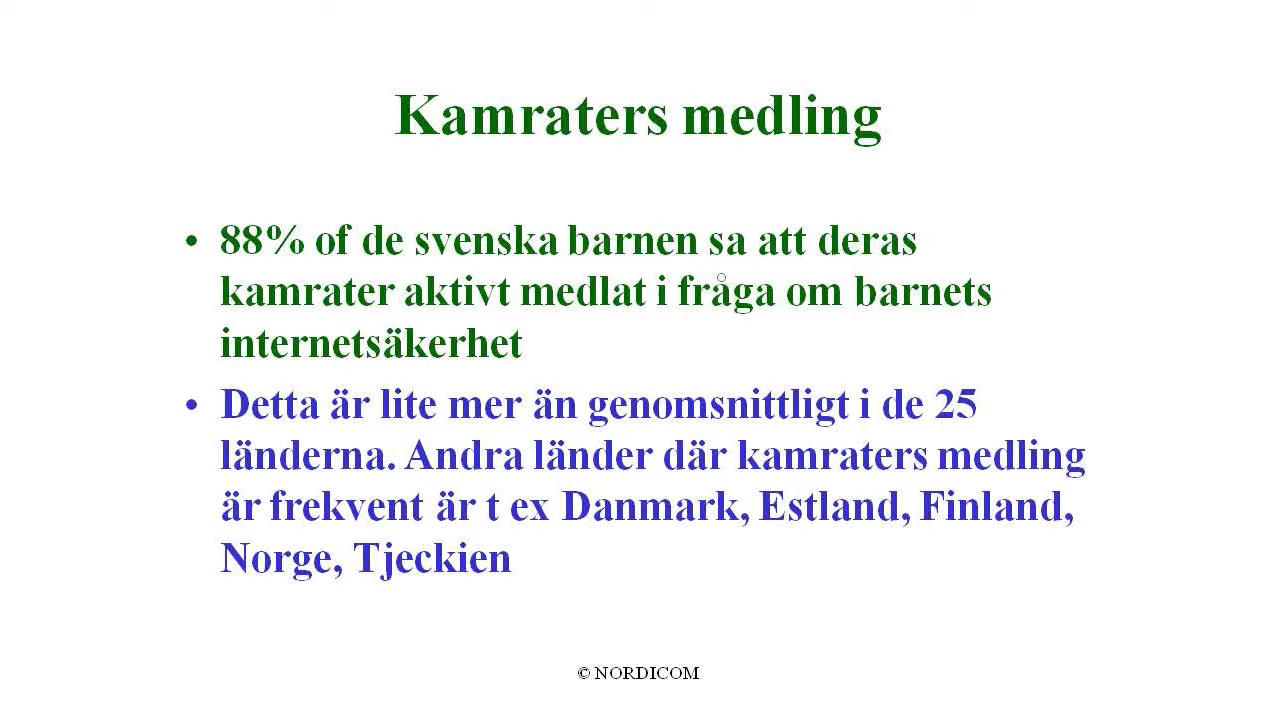 Kamraters medling
• 88% of de svenska barnen sa att deras
kamrater aktivt medlat i fråga om barnets
internetsäkerhet
• Detta är lite mer än genomsnittligt i de 25
länderna. Andra länder där kamraters medling
är frekvent är t ex Danmark, Estland, Finland,
Norge, Tjeckien
© NORDICOM